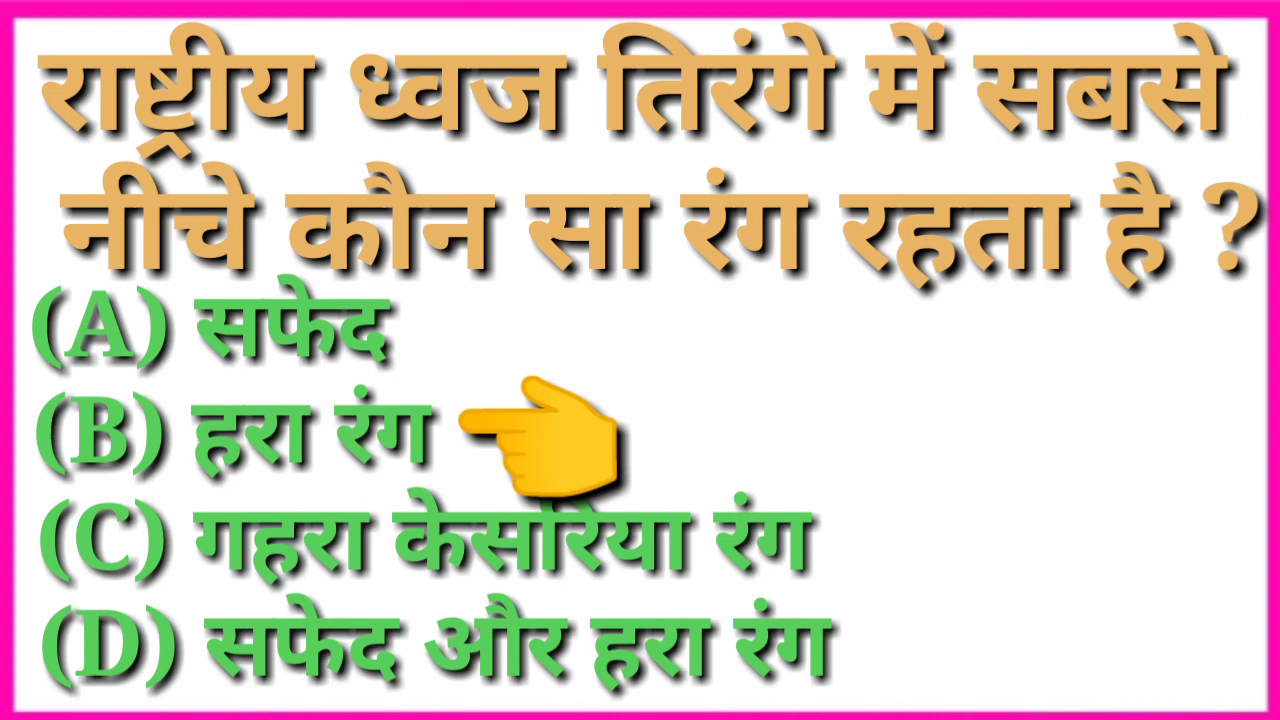 राष्ट्रीय ध्वज तिरंगे में सबसे
नीचे कौन सा रंग रहता है ?
(A) सफेद
(B) हरा रंग
(C) गहरा केसरिया रंग
(D) सफेद और हरा रंग